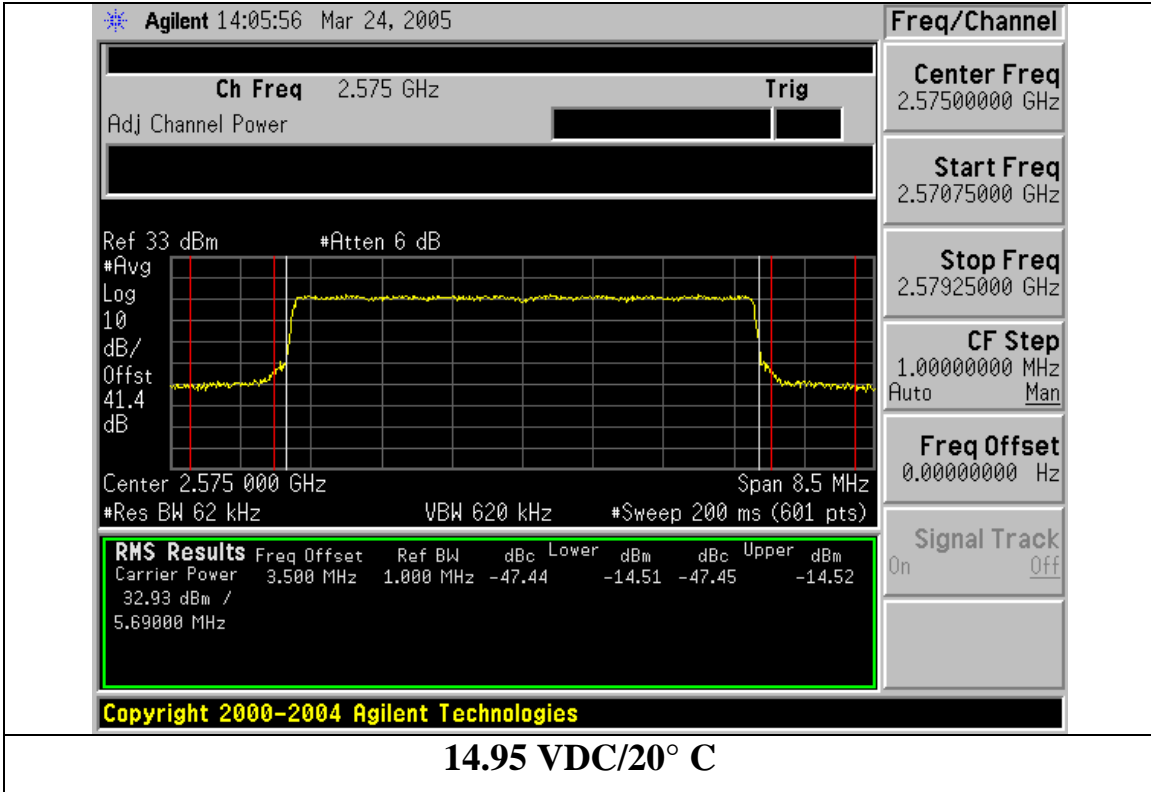 Agilent 14:05:56 Mar 24, 2005
Freq/Channel
Ch Freq 2.575 GHz Trig
Adj Channel Power
Center Freq
2.57500000 GHz
Start Freq
2.57075000 GHz
Stop Freq
2.57925000 GHz
CF Step
1.00000000 MHz
Auto Man
Freq Offset
0.00000000 Hz
Signal Track
On Off
Ref 33 dBm #Atten 6 dB
#Avg
Log
10
dB/
Offst
41.4
dB
Center 2.575 000 GHz Span 8.5 MHz
#Res BW 62 kHz VBW 620 kHz #Sweep 200 ms (601 pts)
RMS Results Freq Offset Ref BW dBc Lower dBm dBc Upper dBm
Carrier Power 3.500 MHz 1.000 MHz -47.44 -14.51 -47.45 -14.52
32.93 dBm /
5.69000 MHz
Copyright 2000-2004 Agilent Technologies
14.95 VDC/20° C